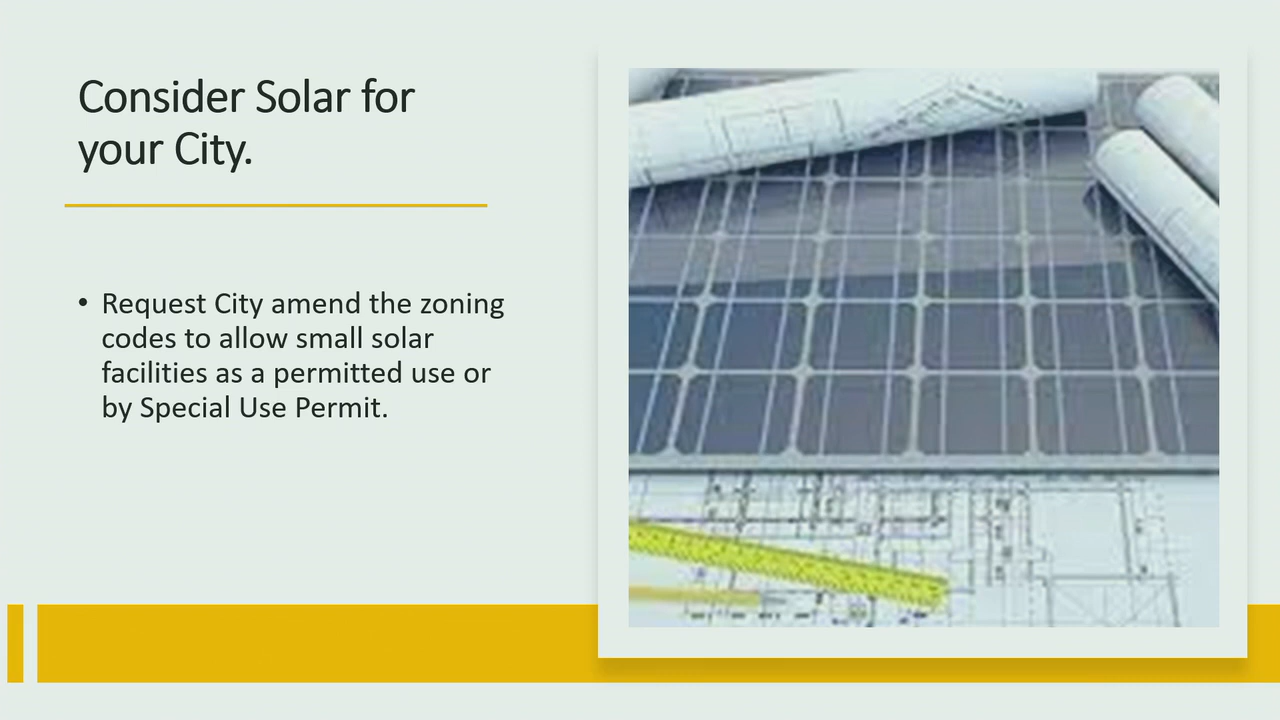 Consider Solar for
your City.
• Request City amend the zoning
codes to allow small solar
facilities as a permitted use or
by Special Use Permit.